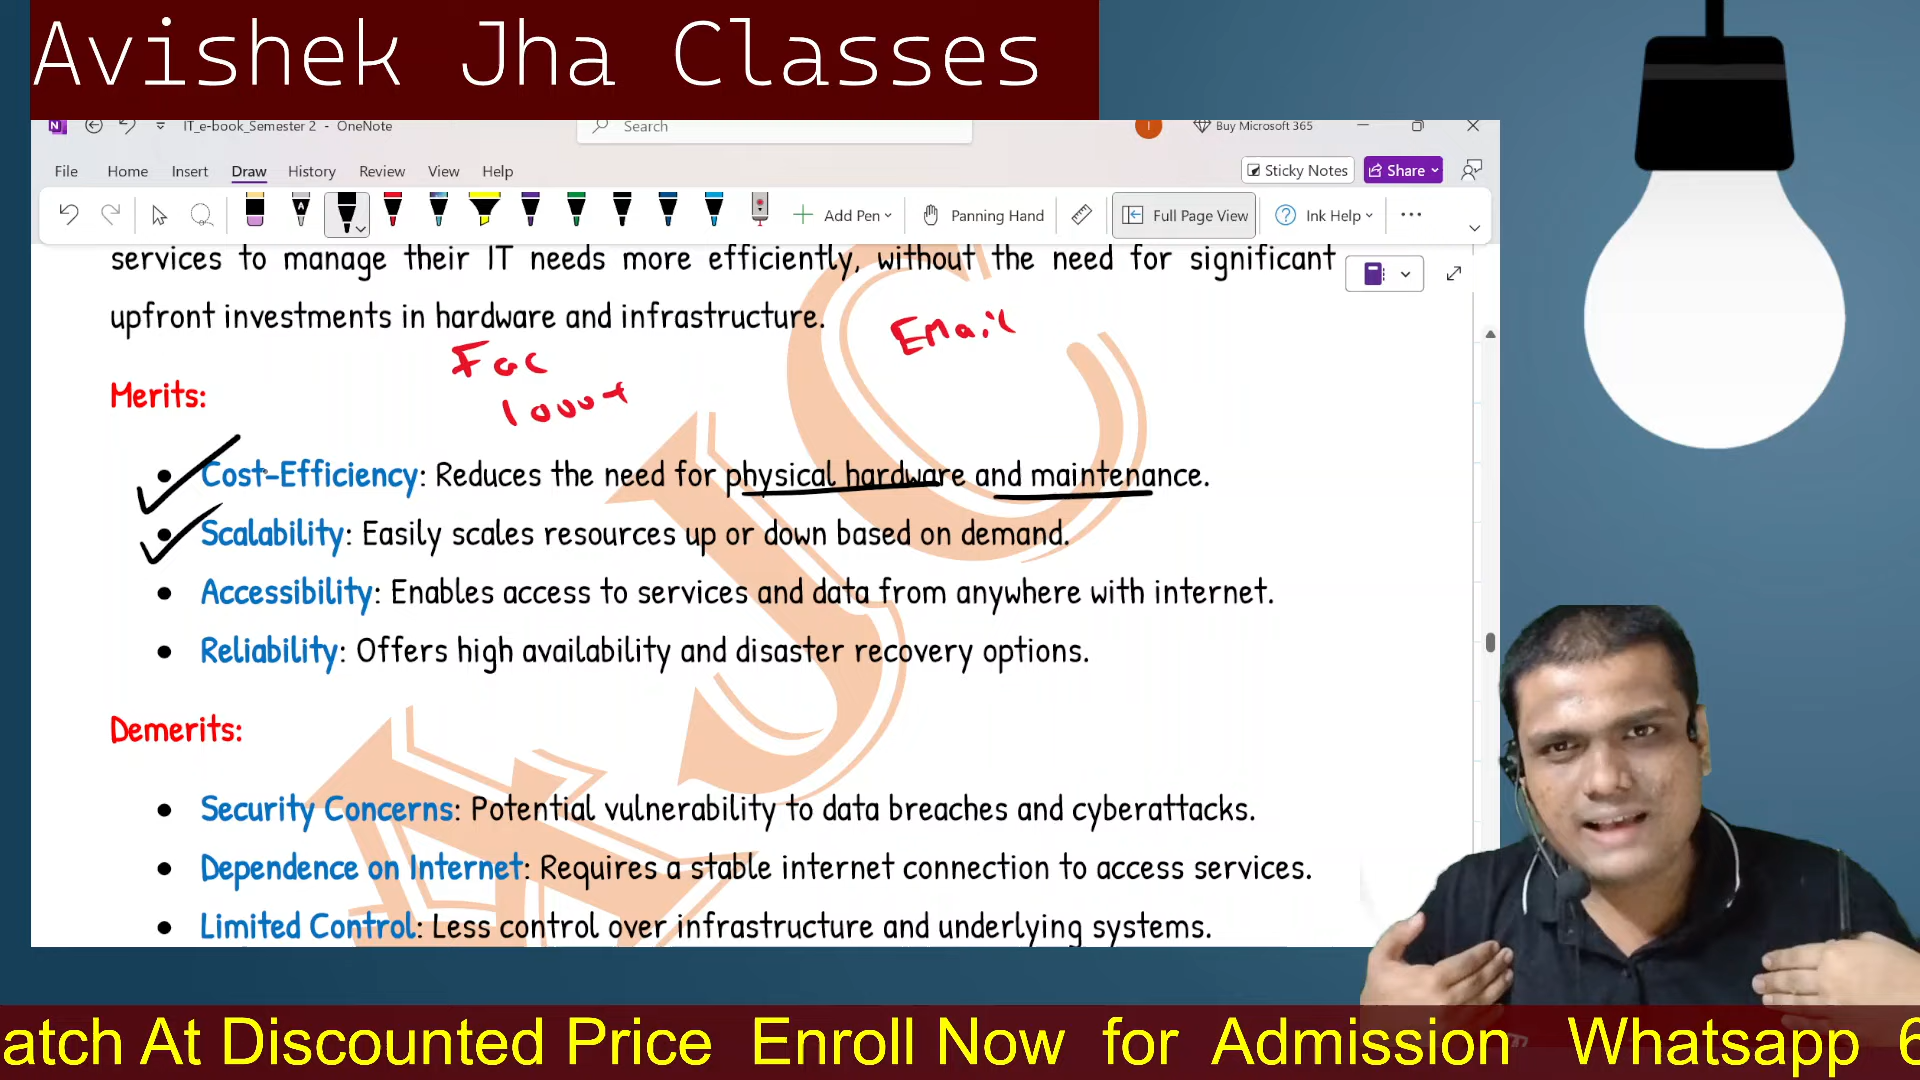 Avishek Jha Classes
IT_e-book_Semester 2 - OneNote
Search
Buy Microsoft 365
File Home Insert Draw History Review View Help
Sticky Notes
Share
Add Pen
Panning Hand
Full Page View
Ink Help
services to manage their IT needs more efficiently, without the need for significant
upfront investments in hardware and infrastructure.
Email
1000+
Merits:
• Cost-Efficiency: Reduces the need for physical hardware and maintenance.
• Scalability: Easily scales resources up or down based on demand.
• Accessibility: Enables access to services and data from anywhere with internet.
• Reliability: Offers high availability and disaster recovery options.
Demerits:
• Security Concerns: Potential vulnerability to data breaches and cyberattacks.
• Dependence on Internet: Requires a stable internet connection to access services.
• Limited Control: Less control over infrastructure and underlying systems.
AJC
atch At Discounted Price Enroll Now for Admission Whatsapp 6